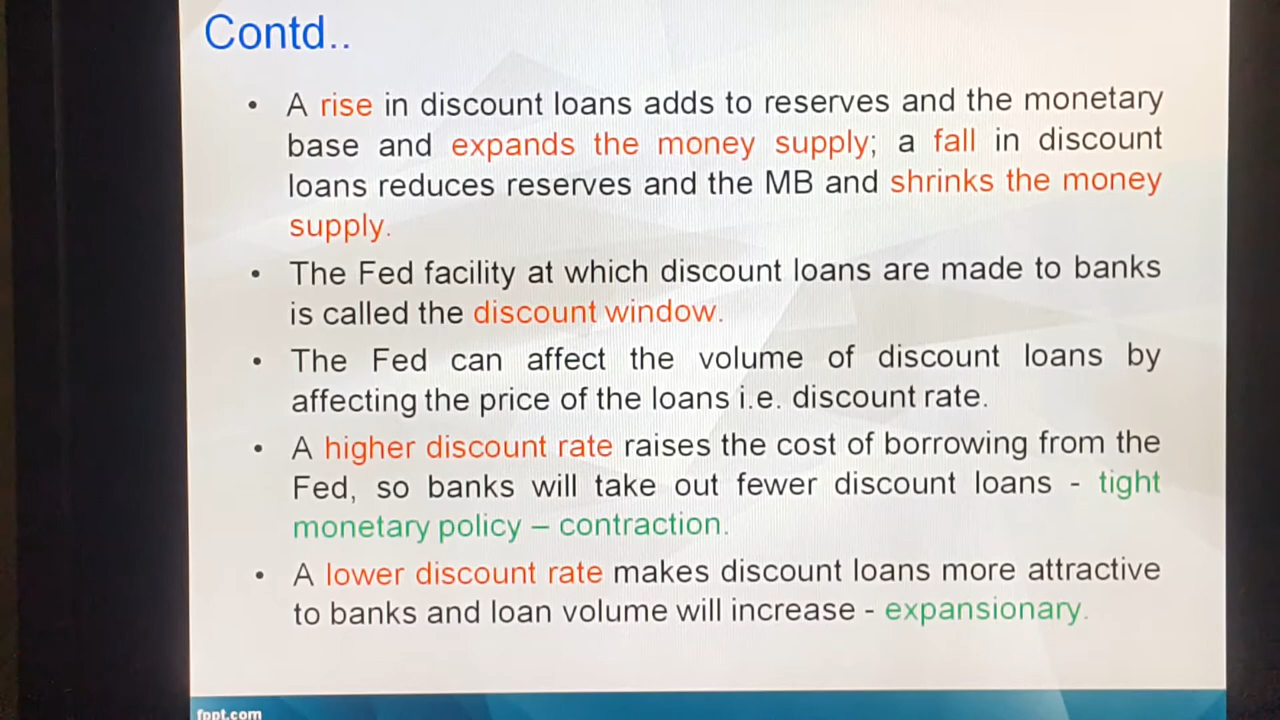 Contd..
• A rise in discount loans adds to reserves and the monetary
base and expands the money supply; a fall in discount
loans reduces reserves and the MB and shrinks the money
supply.
• The Fed facility at which discount loans are made to banks
is called the discount window.
• The Fed can affect the volume of discount loans by
affecting the price of the loans i.e. discount rate.
• A higher discount rate raises the cost of borrowing from the
Fed, so banks will take out fewer discount loans - tight
monetary policy – contraction.
• A lower discount rate makes discount loans more attractive
to banks and loan volume will increase - expansionary.
fppt.com